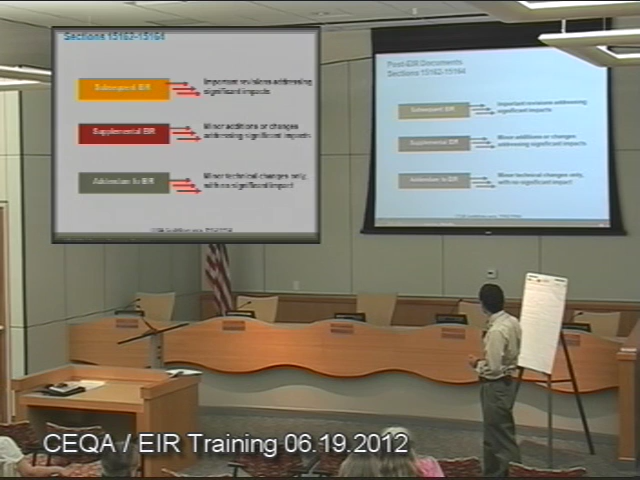 Sections 15162-15164
Subsequent EIR
Important revisions addressing
significant impacts
Supplemental EIR
Minor additions or changes
addressing significant impacts
Addendum to EIR
Minor technical changes only,
with no significant impact
Post-EIR Documents
Sections 15162-15164
Subsequent EIR
Important revisions addressing
significant impacts
Supplemental EIR
Minor additions or changes
addressing significant impacts
Addendum to EIR
Minor technical changes only,
with no significant impact
CEQA / EIR Training 06.19.2012